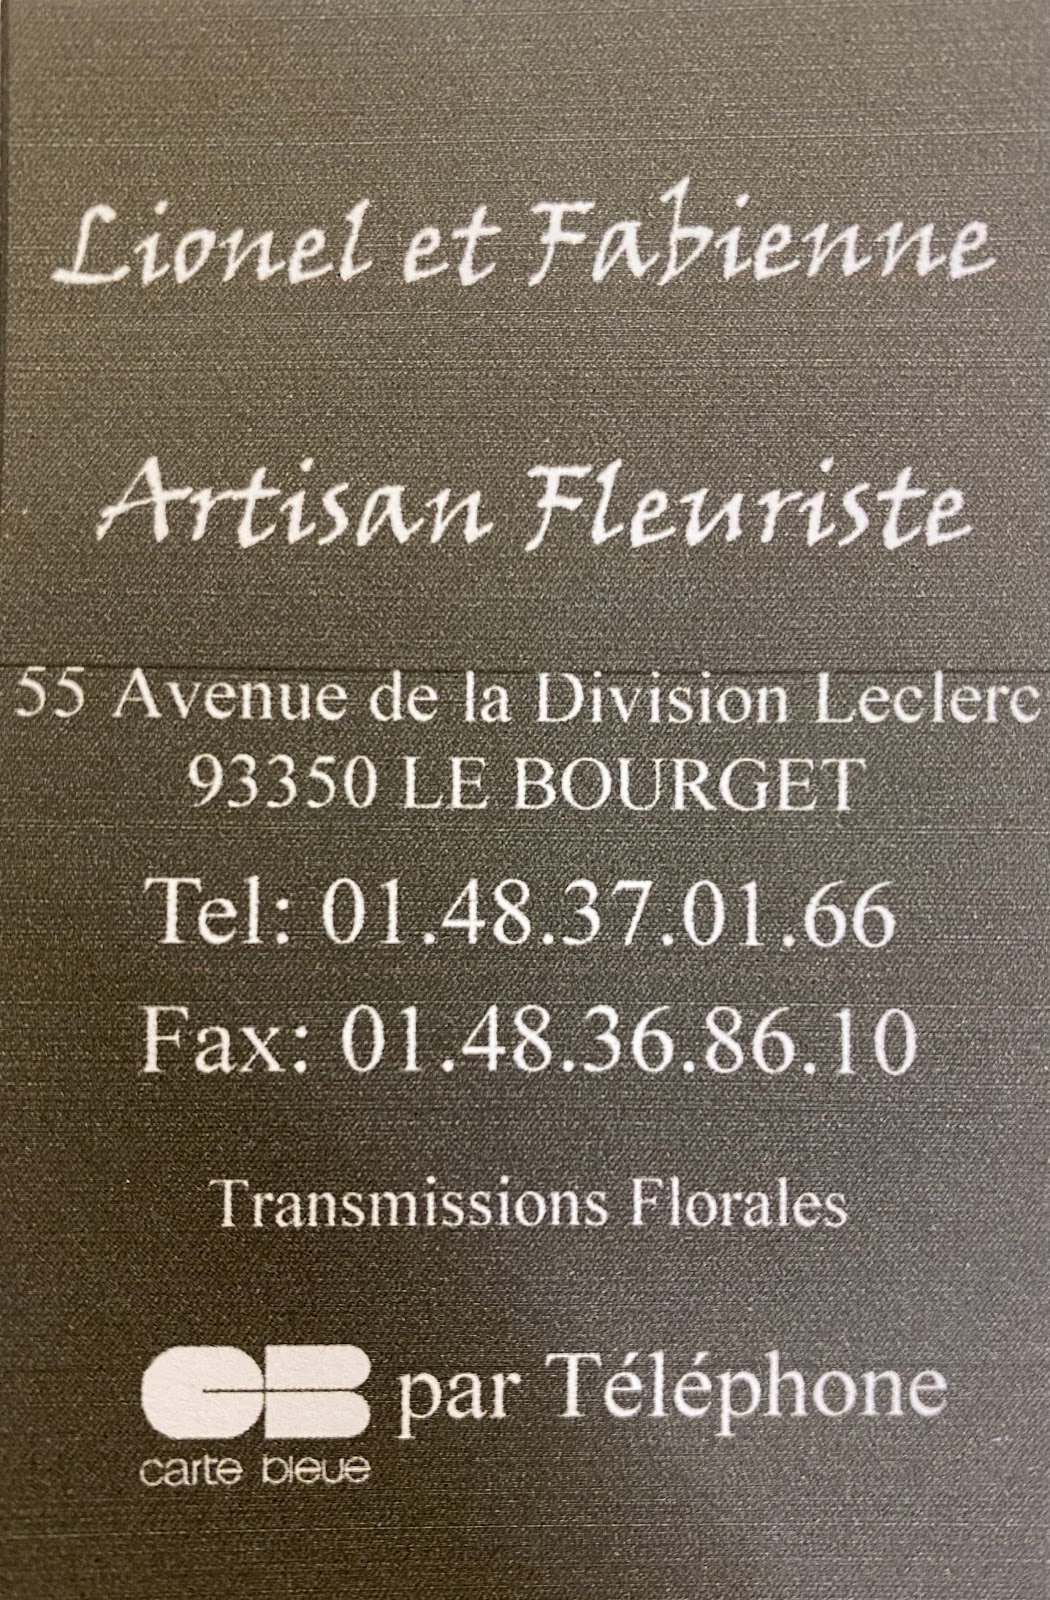 Lionel et Fabienne
Artisan Fleuriste
55 Avenue de la Division Leclerc
93350 LE BOURGET
Tel: 01.48.37.01.66
Fax: 01.48.36.86.10
Transmissions Florales
CB par Téléphone
carte bleue